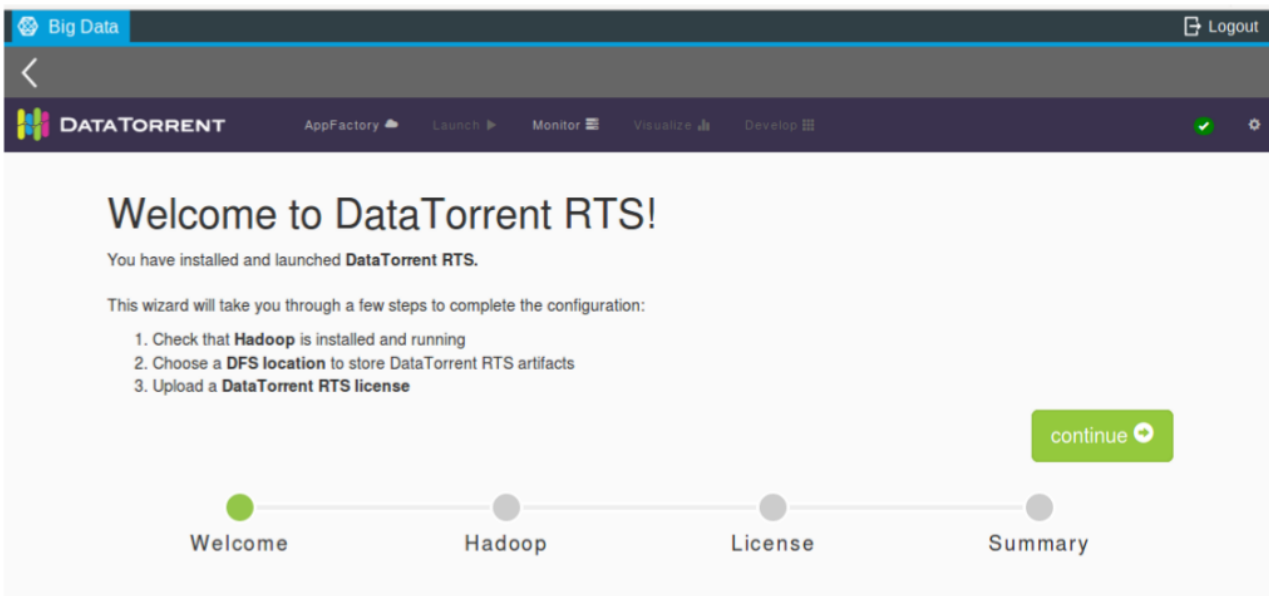 Big Data
Logout
DATATORRENT AppFactory Launch Monitor Visualize Develop
Welcome to DataTorrent RTS!
You have installed and launched DataTorrent RTS.
This wizard will take you through a few steps to complete the configuration:
1. Check that Hadoop is installed and running
2. Choose a DFS location to store DataTorrent RTS artifacts
3. Upload a DataTorrent RTS license
continue
Welcome Hadoop License Summary